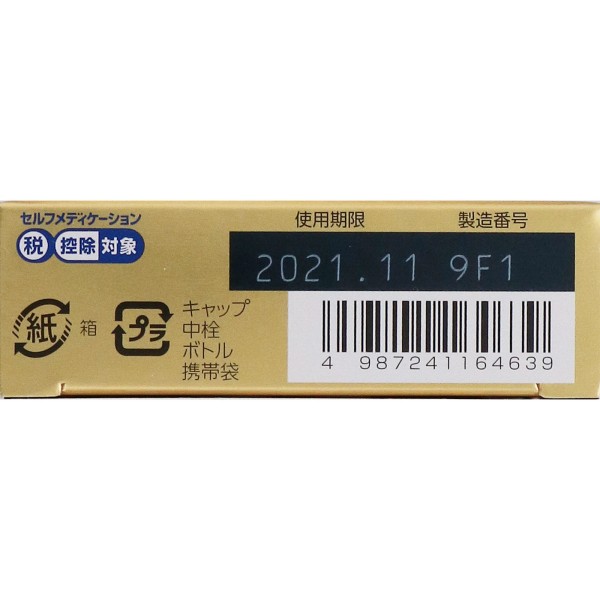 セルフメディケーション
税 控除 対象
使用期限 製造番号
2021.11 9F1
紙 箱
プラ
キャップ
中栓
ボトル
携帯袋
4 987241164639